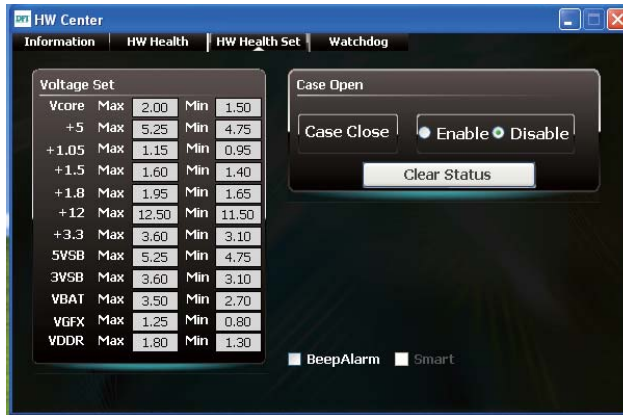 DFI HW Center
Information HW Health HW Health Set Watchdog
Voltage Set
Vcore Max 2.00 Min 1.50
+5 Max 5.25 Min 4.75
+1.05 Max 1.15 Min 0.95
+1.5 Max 1.60 Min 1.40
+1.8 Max 1.95 Min 1.65
+12 Max 12.50 Min 11.50
+3.3 Max 3.60 Min 3.10
5VSB Max 5.25 Min 4.75
3VSB Max 3.60 Min 3.10
VBAT Max 3.50 Min 2.70
VGFX Max 1.25 Min 0.80
VDDR Max 1.80 Min 1.30
Case Open
Case Close Enable Disable
Clear Status
BeepAlarm Smart